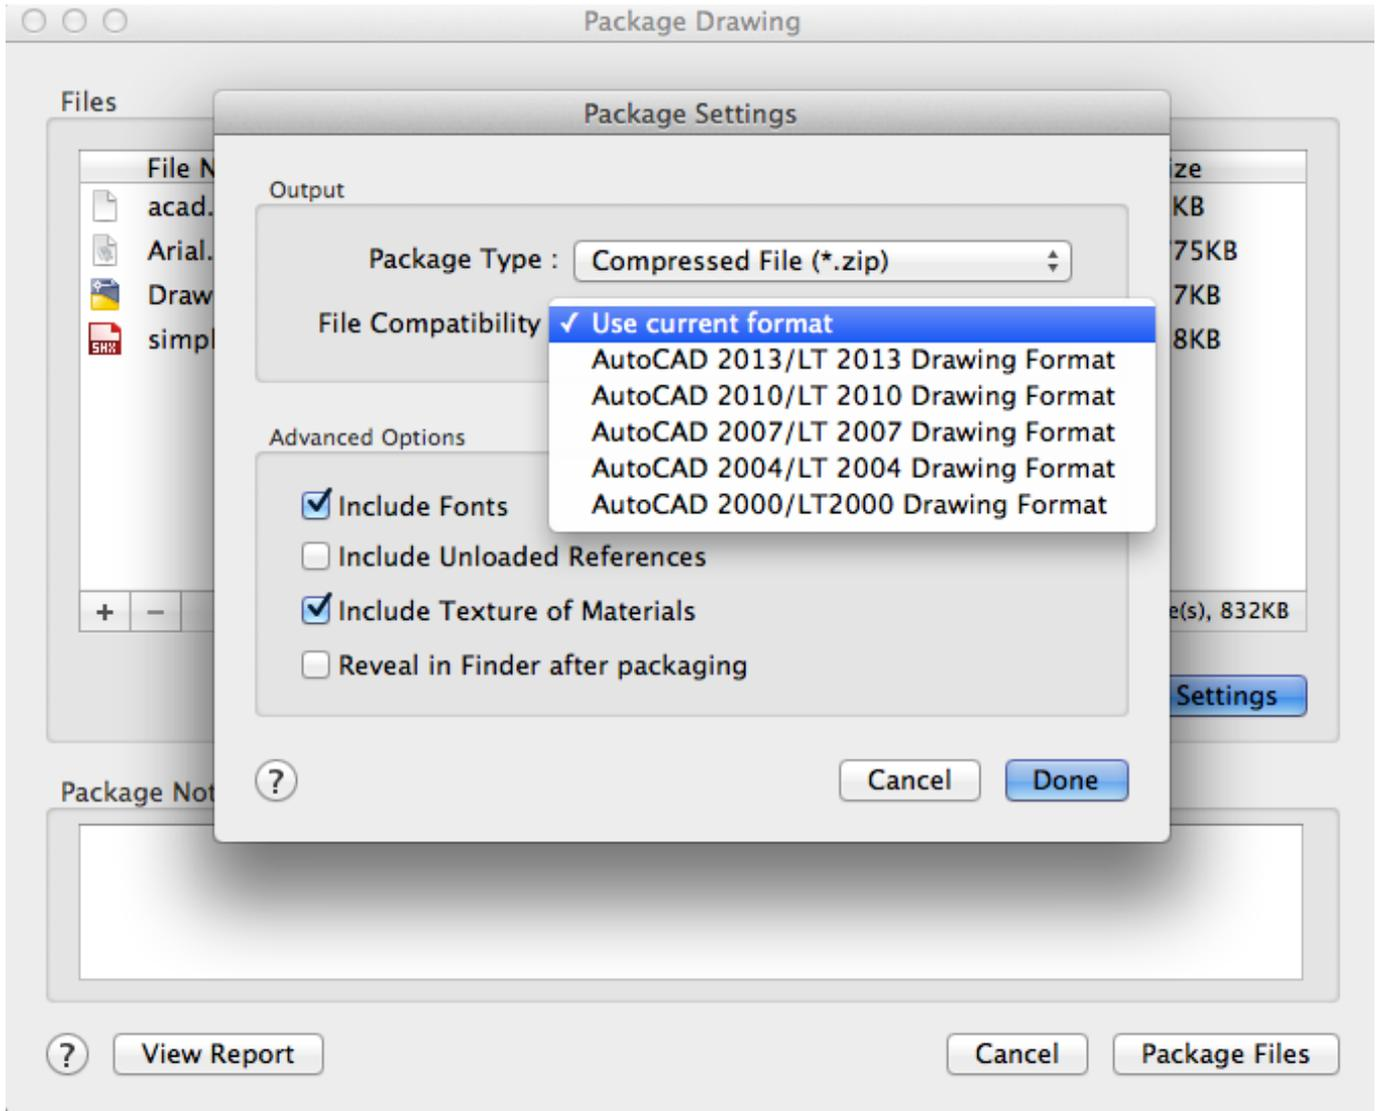 Package Drawing
Files
Package Settings
File N
ize
Output
acad.
KB
Arial.
Package Type :
Compressed File (*.zip)
75KB
Draw
7KB
File Compatibility
✓ Use current format
simpl
8KB
AutoCAD 2013/LT 2013 Drawing Format
AutoCAD 2010/LT 2010 Drawing Format
AutoCAD 2007/LT 2007 Drawing Format
AutoCAD 2004/LT 2004 Drawing Format
AutoCAD 2000/LT2000 Drawing Format
Advanced Options
Include Fonts
Include Unloaded References
Include Texture of Materials
Reveal in Finder after packaging
+ −
e(s), 832KB
Settings
?
Cancel
Done
Package Not
?
View Report
Cancel
Package Files
SHX